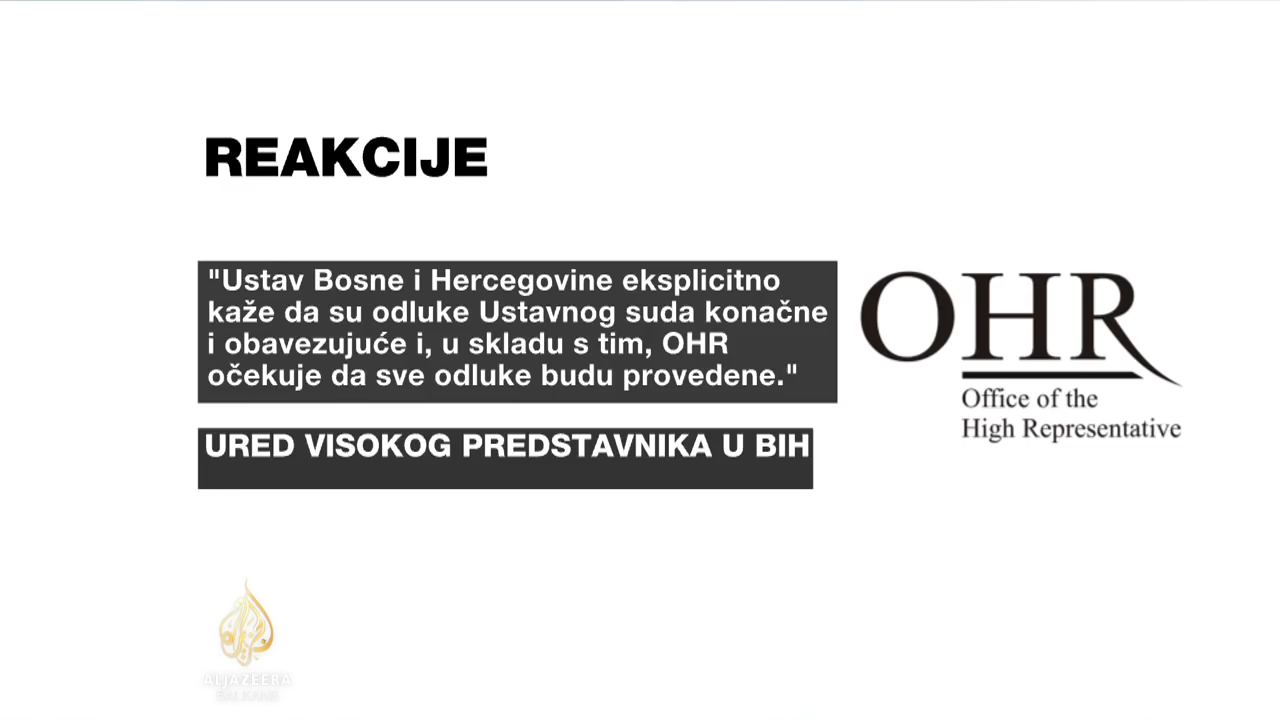 REAKCIJE
"Ustav Bosne i Hercegovine eksplicitno
kaže da su odluke Ustavnog suda konačne
i obavezujuće i, u skladu s tim, OHR
očekuje da sve odluke budu provedene."
URED VISOKOG PREDSTAVNIKA U BIH
OHR
Office of the
High Representative
ALJAZEERA
BALKANS